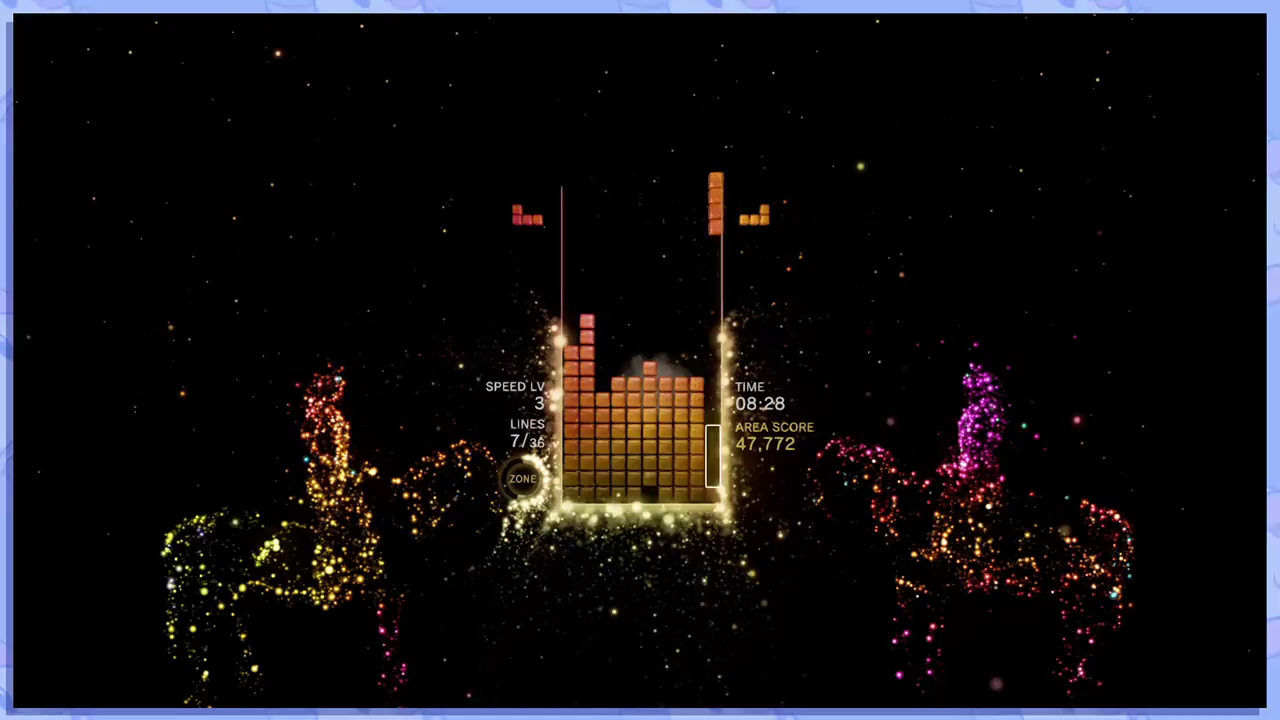 SPEED LV
3
LINES
7/36
ZONE
TIME
08:28
AREA SCORE
47,772